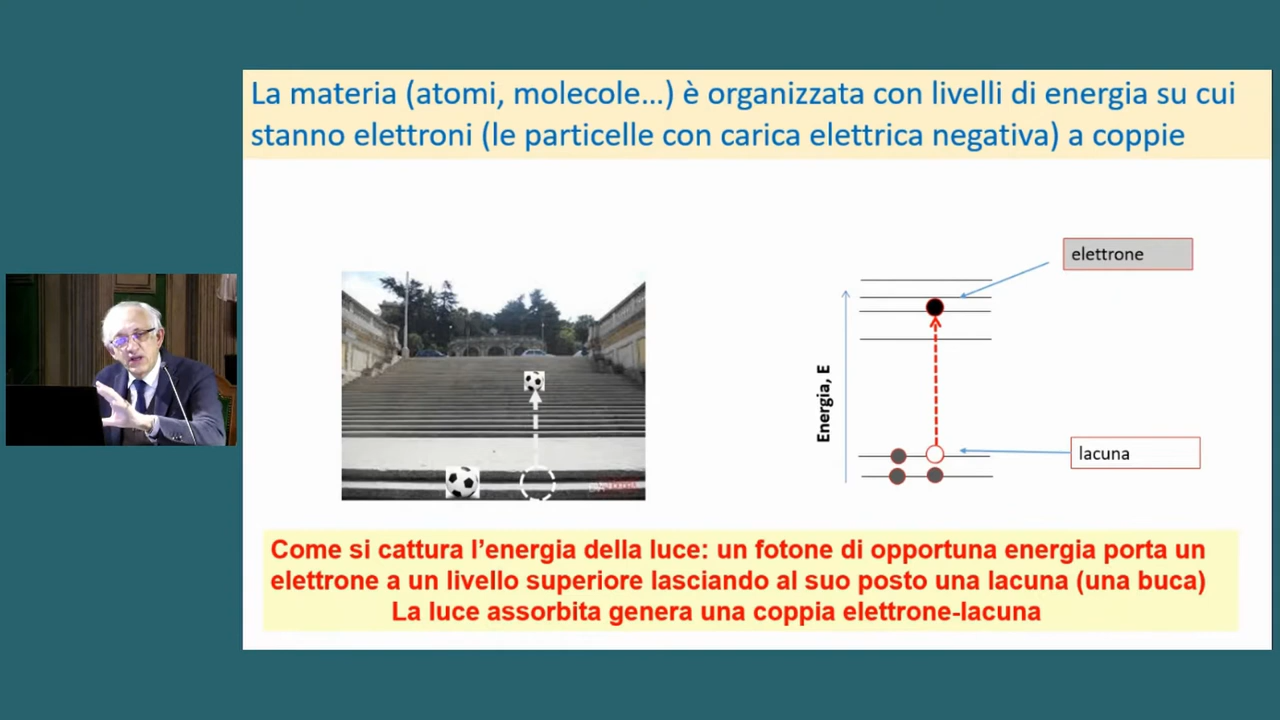 La materia (atomi, molecole...) è organizzata con livelli di energia su cui
stanno elettroni (le particelle con carica elettrica negativa) a coppie
elettrone
Energia, E
lacuna
Come si cattura l'energia della luce: un fotone di opportuna energia porta un
elettrone a un livello superiore lasciando al suo posto una lacuna (una buca)
La luce assorbita genera una coppia elettrone-lacuna